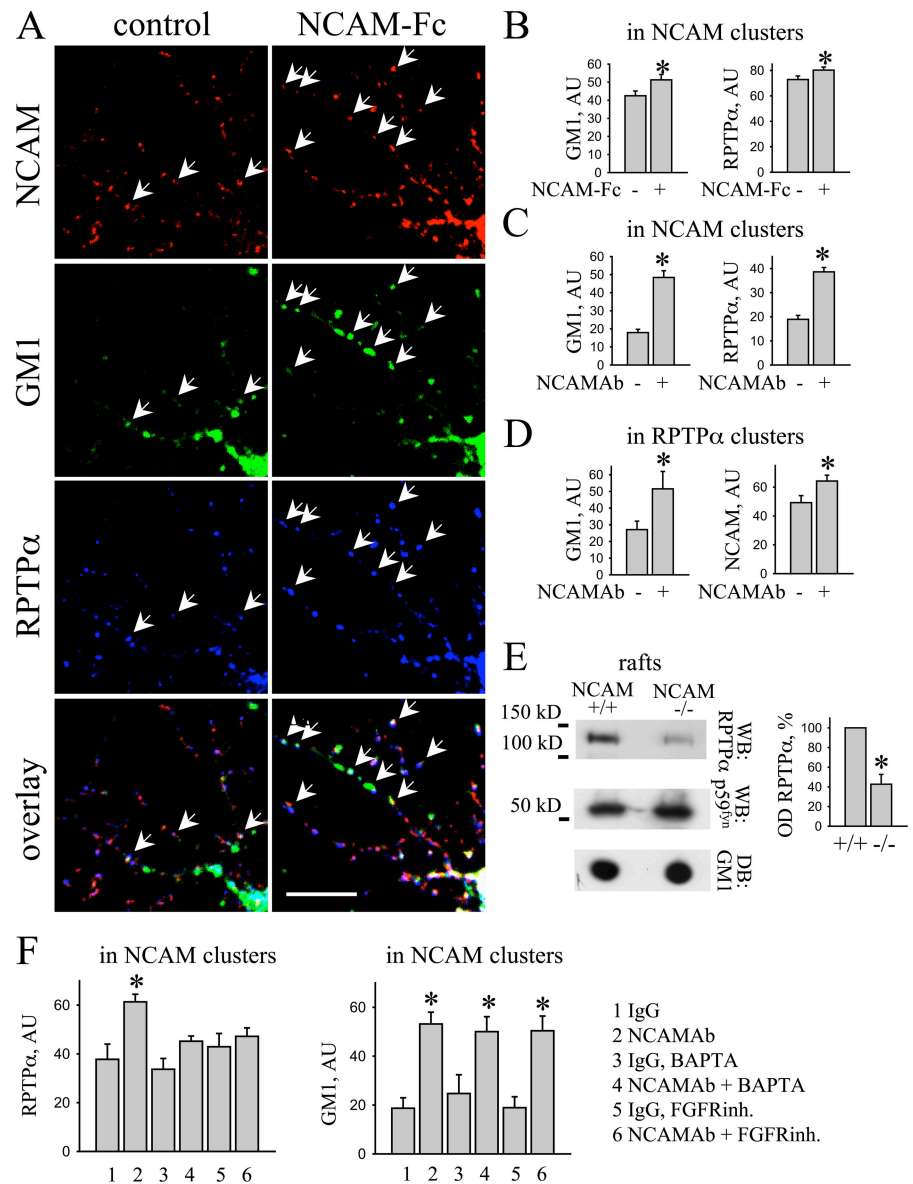 A
control NCAM-Fc
NCAM
GM1
RPTPα
overlay
B
in NCAM clusters
GM1, AU
60
50
40
30
20
10
0
NCAM-Fc - +
*
RPTPα, AU
80
60
40
20
0
NCAM-Fc - +
*
C
in NCAM clusters
GM1, AU
60
50
40
30
20
10
0
NCAMAb - +
*
RPTPα, AU
40
30
20
10
0
NCAMAb - +
*
D
in RPTPα clusters
GM1, AU
60
50
40
30
20
10
0
NCAMAb - +
*
NCAM, AU
80
60
40
20
0
NCAMAb - +
*
E
rafts
NCAM NCAM
+/+ -/-
150 kD
100 kD
50 kD
WB:
RPTPα
WB:
p59fyn
DB:
GM1
OD RPTPα, %
100
80
60
40
20
0
*
+/+ -/-
F
in NCAM clusters
RPTPα, AU
60
40
20
0
*
1 2 3 4 5 6
in NCAM clusters
GM1, AU
60
40
20
0
* * *
1 2 3 4 5 6
1 IgG
2 NCAMAb
3 IgG, BAPTA
4 NCAMAb + BAPTA
5 IgG, FGFRinh.
6 NCAMAb + FGFRinh.